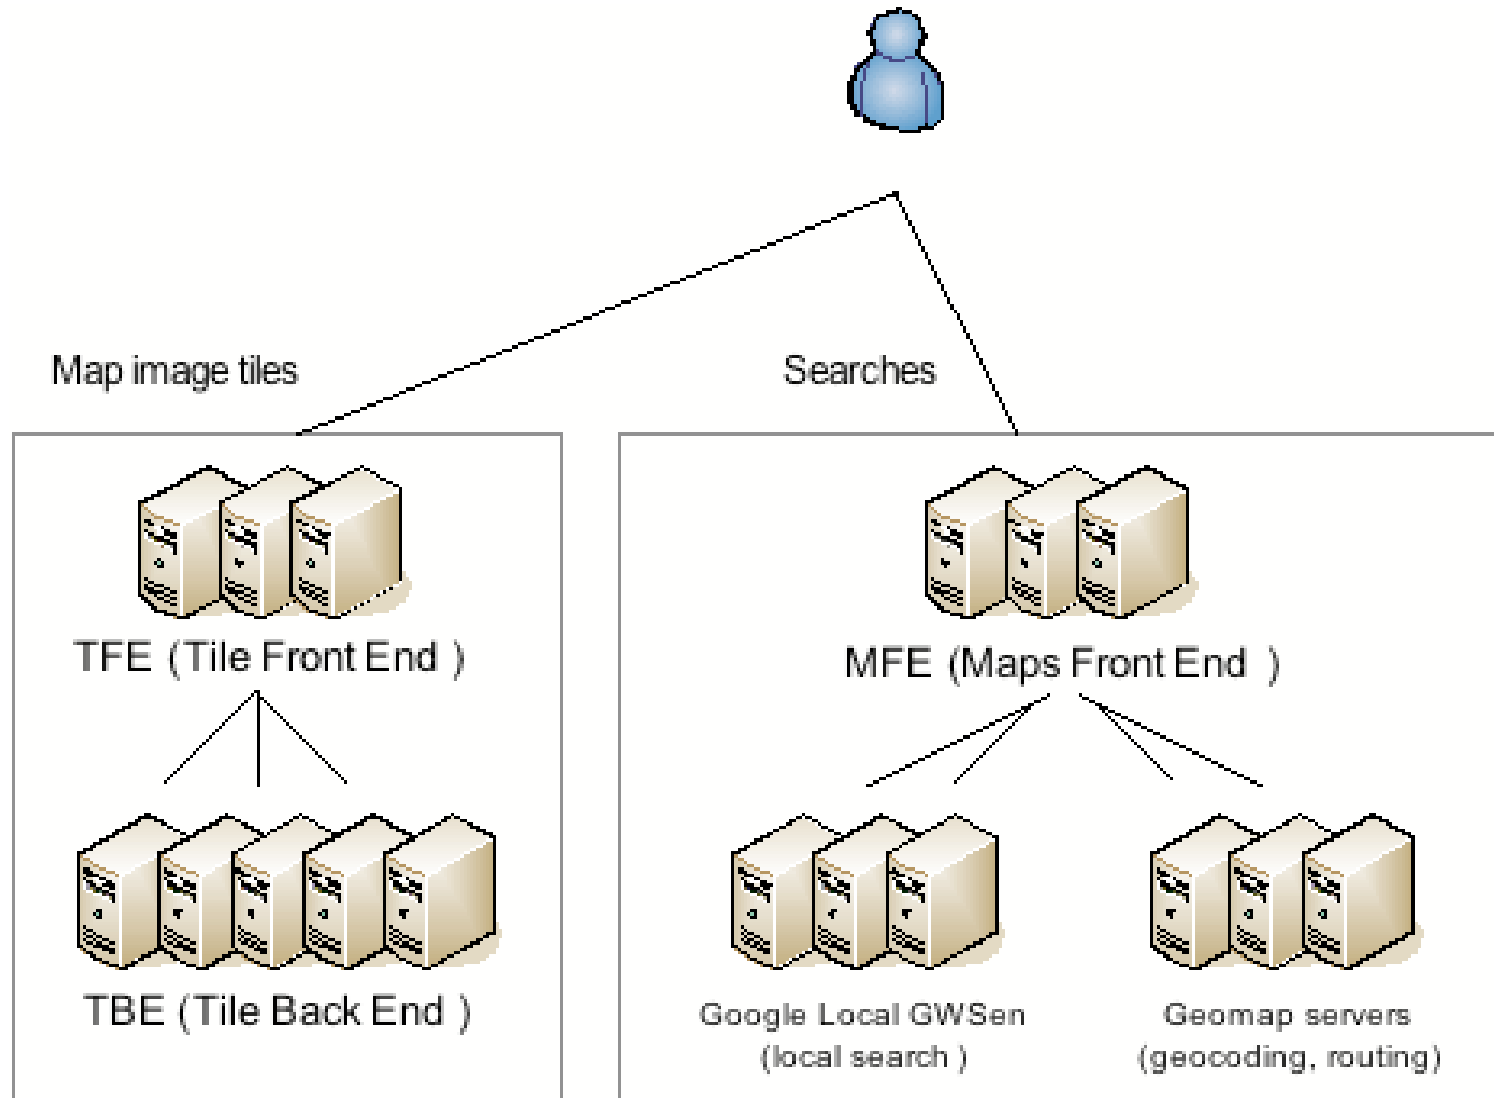 Map image tiles
Searches
TFE (Tile Front End )
MFE (Maps Front End )
TBE (Tile Back End )
Google Local GWSen
(local search )
Geomap servers
(geocoding, routing)